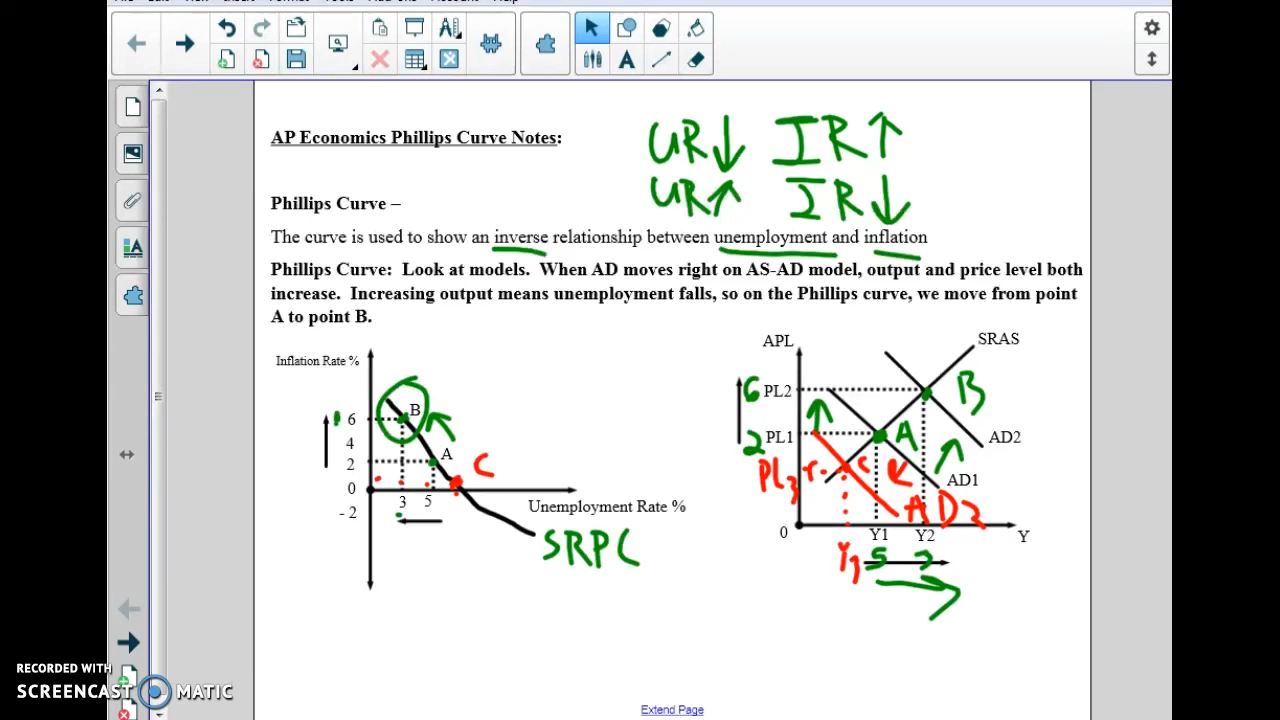 AP Economics Phillips Curve Notes:
UR↓ IR↑
UR↑ IR↓
Phillips Curve –
The curve is used to show an inverse relationship between unemployment and inflation
Phillips Curve: Look at models. When AD moves right on AS-AD model, output and price level both
increase. Increasing output means unemployment falls, so on the Phillips curve, we move from point
A to point B.
Inflation Rate %
B
6
4
A
2
C
0
3 5
Unemployment Rate %
- 2
SRPC
APL
SRAS
6 PL2
B
2 PL1
A
AD2
PL3
C
AD1
AD3
0
Y1 Y2 Y
Y3 5 3
RECORDED WITH
SCREENCAST MATIC
Extend Page